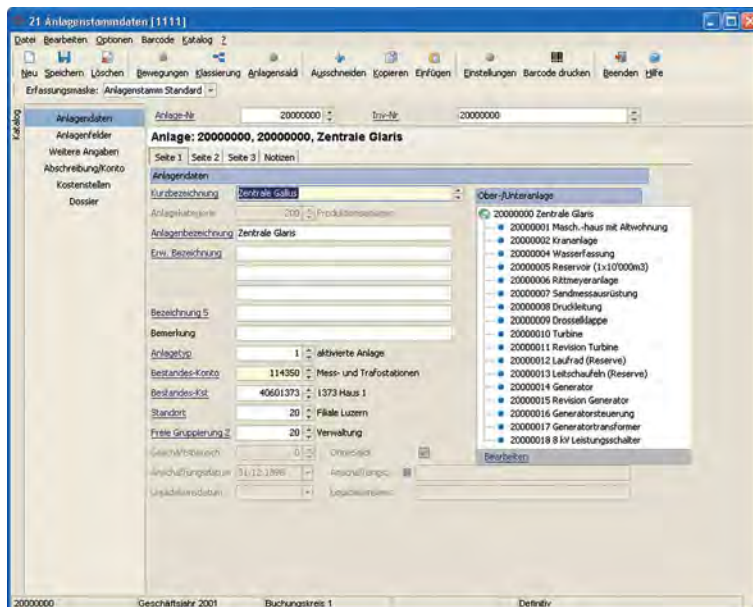 21 Anlagenstammdaten [1111]
Datei Bearbeiten Optionen Barcode Katalog ?
Neu Speichern Löschen Bewegungen Klassierung Anlagensaldi Ausschneiden Kopieren Einfügen Einstellungen Barcode drucken Beenden Hilfe
Erfassungsmaske: Anlagenstamm Standard
Katalog
Anlagendaten
Anlagenfelder
Weitere Angaben
Abschreibung/Konto
Kostenstellen
Dossier
Anlage-Nr 20000000 Inv-Nr 20000000
Anlage: 20000000, 20000000, Zentrale Glaris
Seite 1 Seite 2 Seite 3 Notizen
Anlagendaten
Kurzbezeichnung Zentrale Gallus
Anlagekategorie 200 Produktionsanlagen
Anlagenbezeichnung Zentrale Glaris
Erw. Bezeichnung
Bezeichnung 5
Bemerkung
Anlagetyp 1 aktivierte Anlage
Bestandes-Konto 114350 Mess- und Trafostationen
Bestandes-Kst 40601373 1373 Haus 1
Standort 20 Filiale Luzern
Freie Gruppierung 2 20 Verwaltung
Geschäftsbereich 0 Ohne Saldi
Anschaffungsdatum 31.12.1898
Liquidationsdatum
Ober-/Unteranlage
20000000 Zentrale Glaris
20000001 Masch.-haus mit Altwohnung
20000002 Krananlage
20000004 Wasserfassung
20000005 Reservoir (1x10'000m3)
20000006 Rittmeyeranlage
20000007 Sandmessausrüstung
20000008 Druckleitung
20000009 Drosselklappe
20000010 Turbine
20000011 Revision Turbine
20000012 Laufrad (Reserve)
20000013 Leitschaufeln (Reserve)
20000014 Generator
20000015 Revision Generator
20000016 Generatorsteuerung
20000017 Generatortransformer
20000018 8 kV Leistungsschalter
Bearbeiten
20000000 Geschäftsjahr 2001 Buchungskreis 1 Definitiv